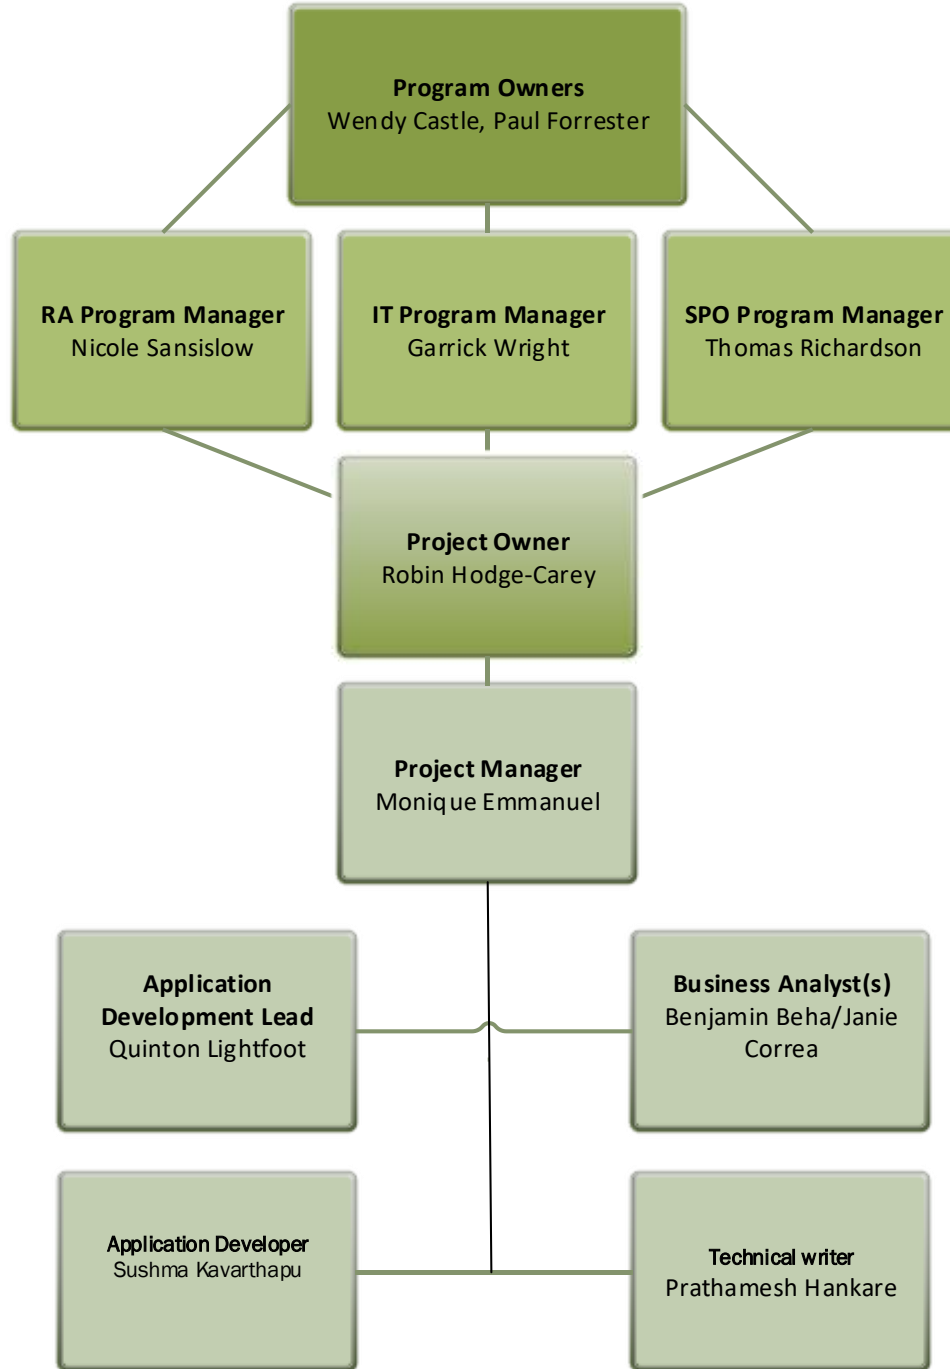 Program Owners
Wendy Castle, Paul Forrester
RA Program Manager
Nicole Sansislow
IT Program Manager
Garrick Wright
SPO Program Manager
Thomas Richardson
Project Owner
Robin Hodge-Carey
Project Manager
Monique Emmanuel
Application
Development Lead
Quinton Lightfoot
Business Analyst(s)
Benjamin Beha/Janie
Correa
Application Developer
Sushma Kavarthapu
Technical writer
Prathamesh Hankare